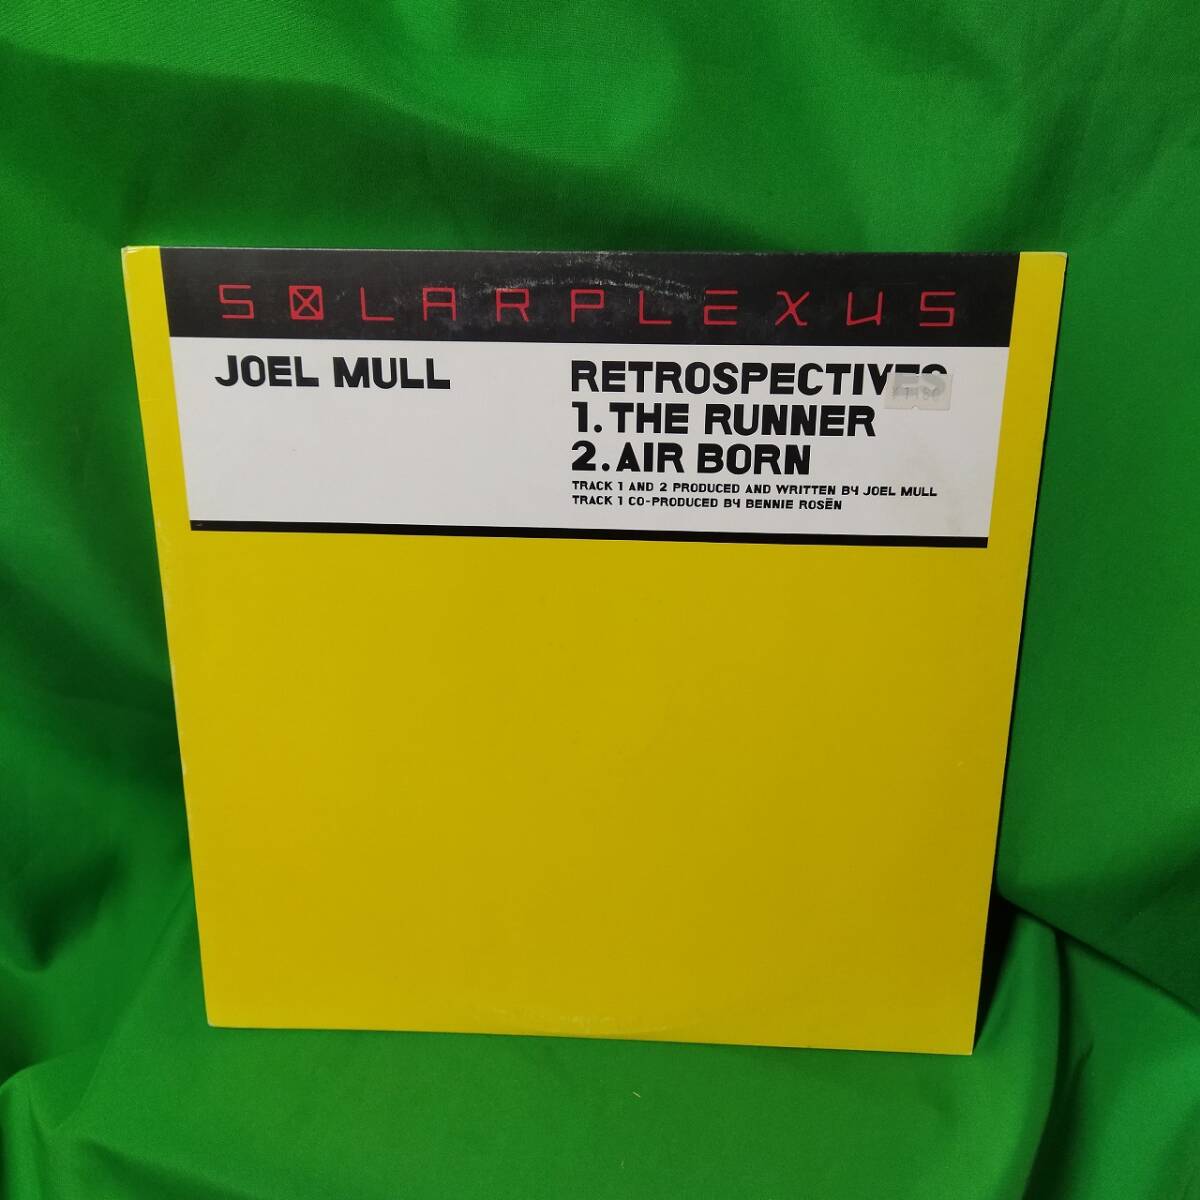 SOLARPLEXUS
JOEL MULL
RETROSPECTIVES
1. THE RUNNER
2. AIR BORN
TRACK 1 AND 2 PRODUCED AND WRITTEN BY JOEL MULL
TRACK 1 CO-PRODUCED BY BENNIE ROSĒN